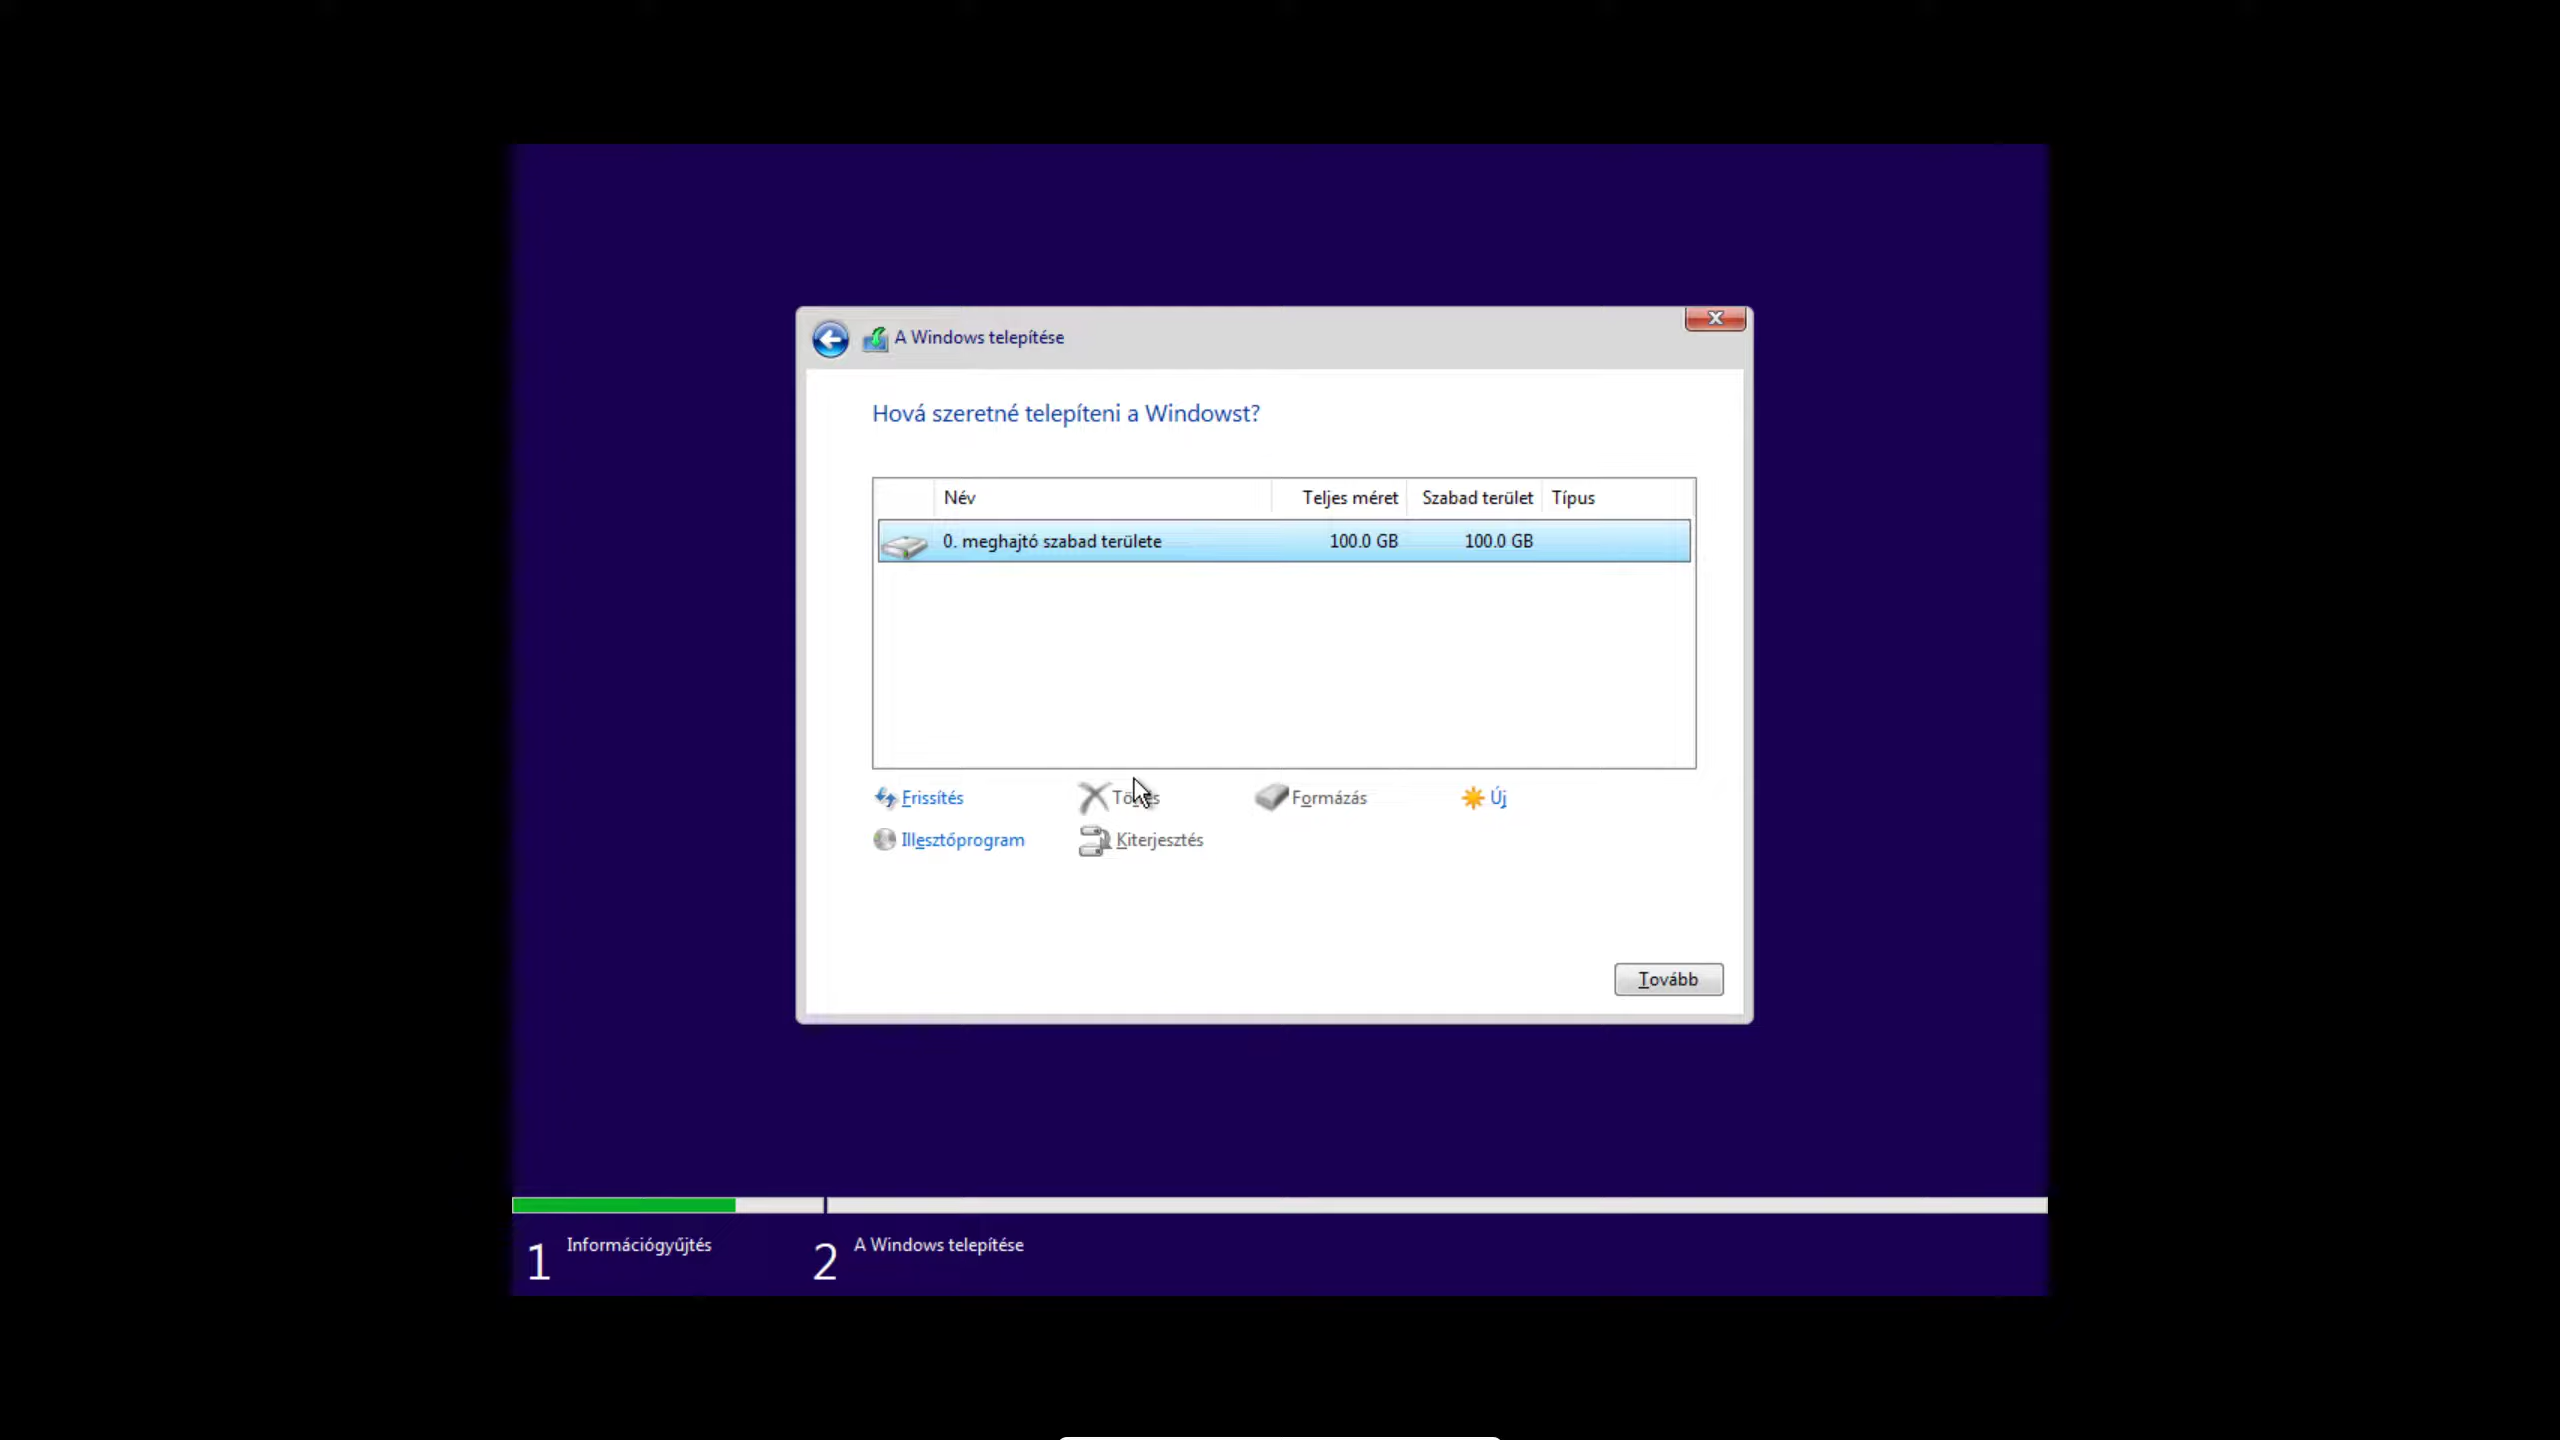 A Windows telepítése
Hová szeretné telepíteni a Windowst?
Név Teljes méret Szabad terület Típus
0. meghajtó szabad területe 100.0 GB 100.0 GB
Frissítés Formázás Új
Illesztőprogram Kiterjesztés
Tovább
1 Információgyűjtés 2 A Windows telepítése